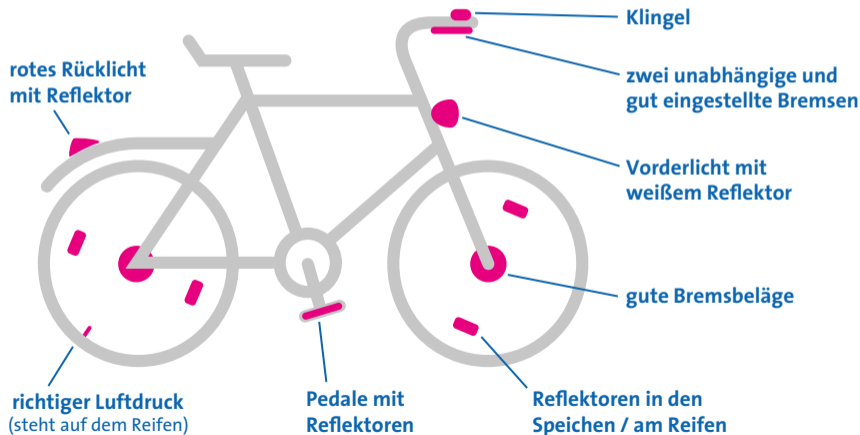 Klingel
rotes Rücklicht
mit Reflektor
zwei unabhängige und
gut eingestellte Bremsen
Vorderlicht mit
weißem Reflektor
gute Bremsbeläge
richtiger Luftdruck
(steht auf dem Reifen)
Pedale mit
Reflektoren
Reflektoren in den
Speichen / am Reifen